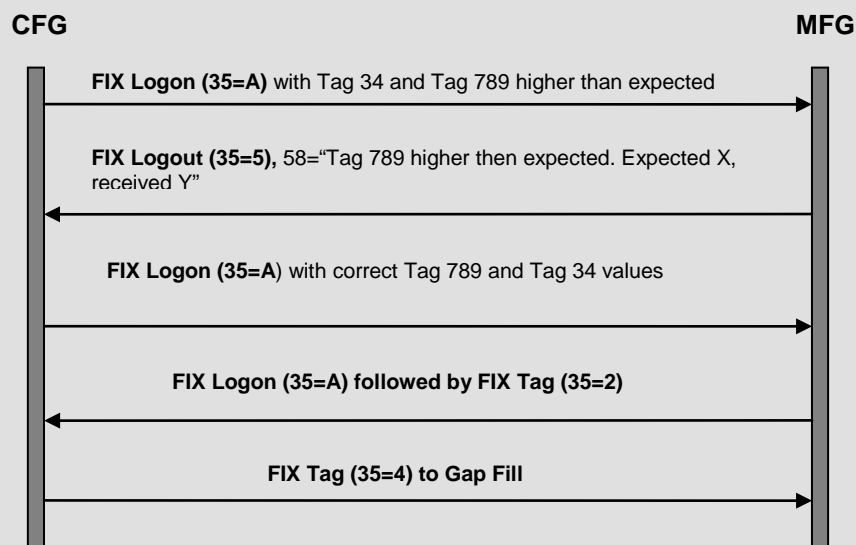 CFG
MFG
FIX Logon (35=A) with Tag 34 and Tag 789 higher than expected
FIX Logout (35=5), 58=“Tag 789 higher then expected. Expected X,
received Y”
FIX Logon (35=A) with correct Tag 789 and Tag 34 values
FIX Logon (35=A) followed by FIX Tag (35=2)
FIX Tag (35=4) to Gap Fill